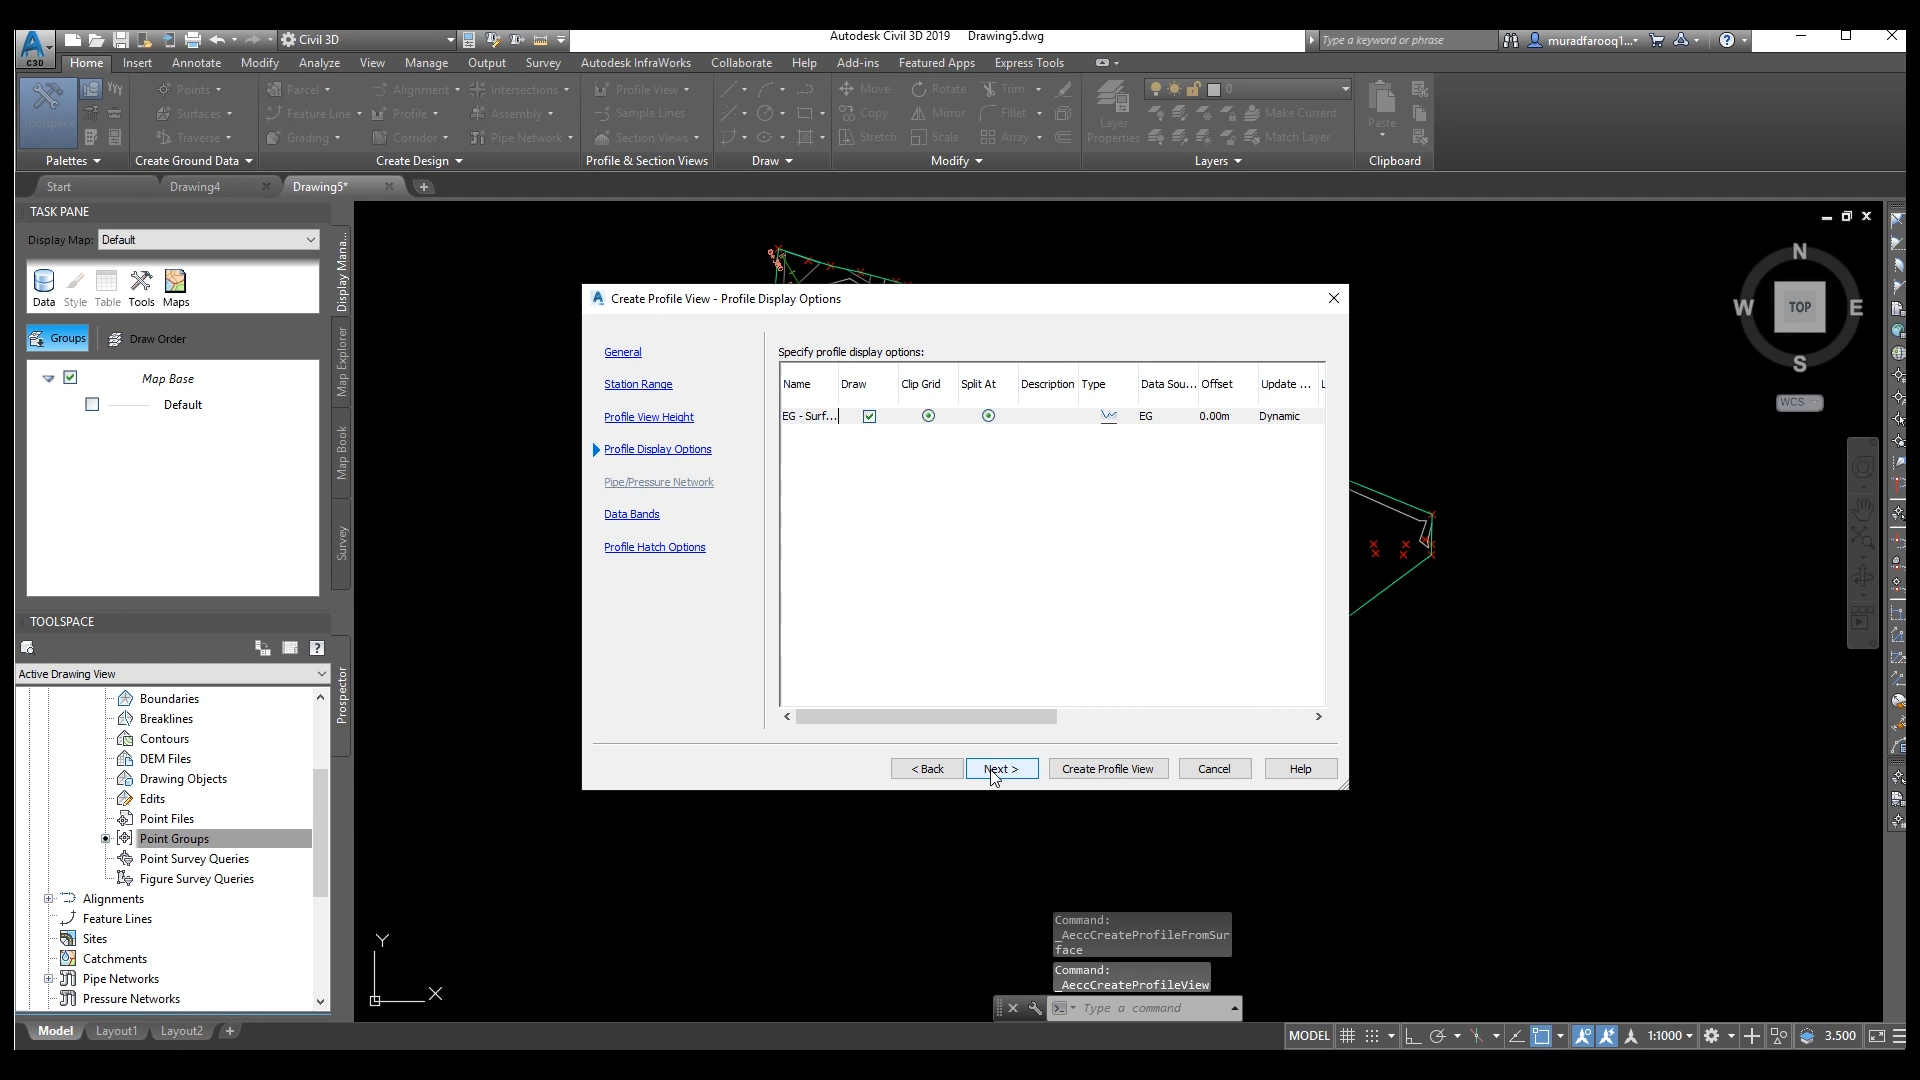 Autodesk Civil 3D 2019 Drawing5.dwg
C3D
Civil 3D
Type a keyword or phrase
muradfarooq1...
Home Insert Annotate Modify Analyze View Manage Output Survey Autodesk InfraWorks Collaborate Help Add-ins Featured Apps Express Tools
Toolspace
Points
Surfaces
Traverse
Parcel
Feature Line
Grading
Alignment
Profile
Corridor
Intersections
Assembly
Pipe Network
Profile View
Sample Lines
Section Views
Move
Copy
Stretch
Rotate
Mirror
Scale
Trim
Fillet
Array
Layer
Properties
0
Make Current
Match Layer
Paste
Palettes
Create Ground Data
Create Design
Profile & Section Views
Draw
Modify
Layers
Clipboard
Start
Drawing4
Drawing5*
TASK PANE
Display Map:
Default
Data
Style
Table
Tools
Maps
Groups
Draw Order
Map Base
Default
Display Mana...
Map Explorer
Map Book
Survey
TOOLSPACE
Active Drawing View
Boundaries
Breaklines
Contours
DEM Files
Drawing Objects
Edits
Point Files
Point Groups
Point Survey Queries
Figure Survey Queries
Alignments
Feature Lines
Sites
Catchments
Pipe Networks
Pressure Networks
Prospector
Create Profile View - Profile Display Options
General
Station Range
Profile View Height
Profile Display Options
Pipe/Pressure Network
Data Bands
Profile Hatch Options
Specify profile display options:
Name Draw Clip Grid Split At Description Type Data Sou... Offset Update ... L
EG - Surf... EG 0.00m Dynamic
< Back
Next >
Create Profile View
Cancel
Help
N
W
TOP
E
S
WCS
Y
X
Command:
_AeccCreateProfileFromSur
face
Command:
_AeccCreateProfileView
Type a command
Model
Layout1
Layout2
MODEL
1:1000
3.500